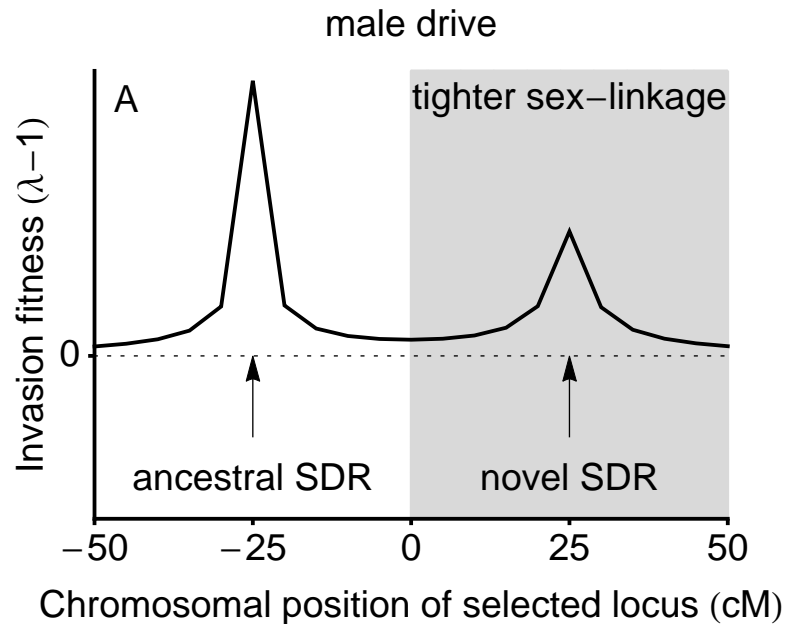 male drive
A
tighter sex−linkage
Invasion fitness (λ−1)
0
ancestral SDR
novel SDR
−50
−25
0
25
50
Chromosomal position of selected locus (cM)